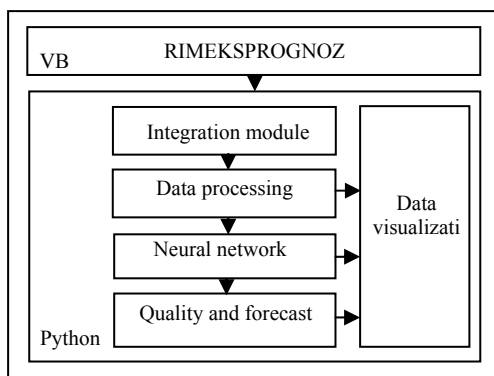 RIMEKSPROGNOZ
VB
Integration module
Data processing
Neural network
Quality and forecast
Data
visualizati
Python